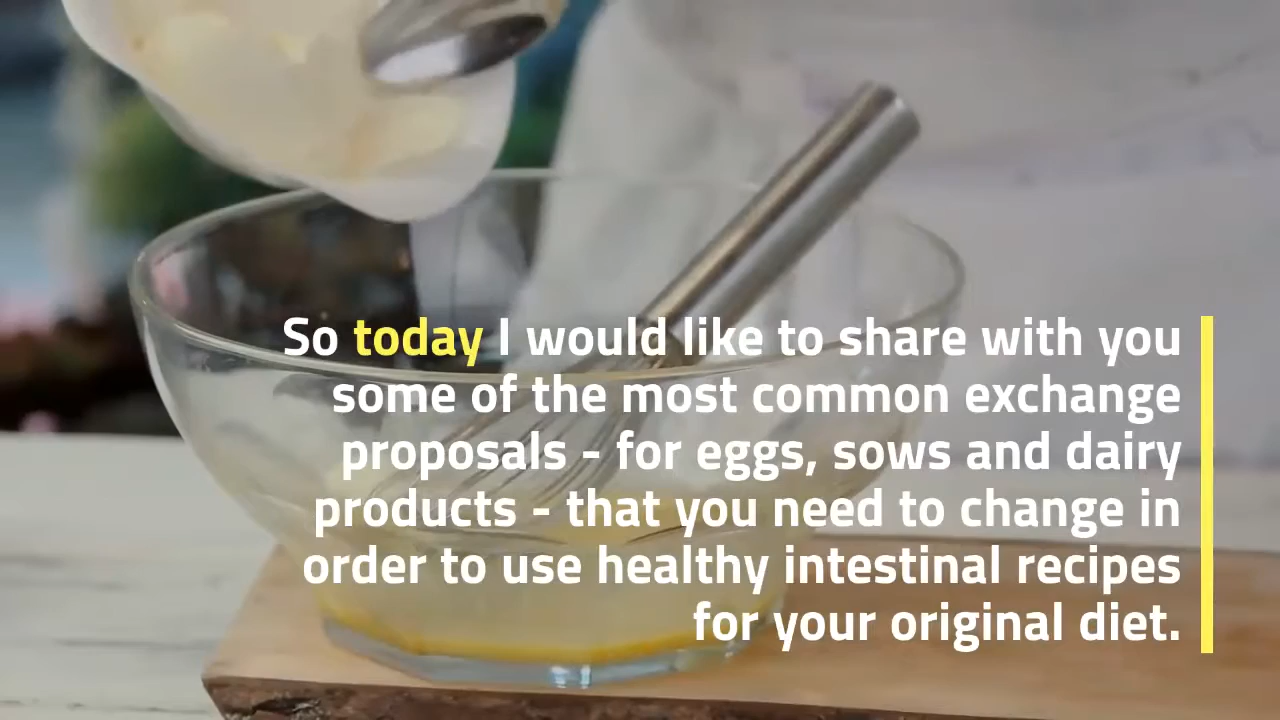 So today I would like to share with you
some of the most common exchange
proposals - for eggs, sows and dairy
products - that you need to change in
order to use healthy intestinal recipes
for your original diet.